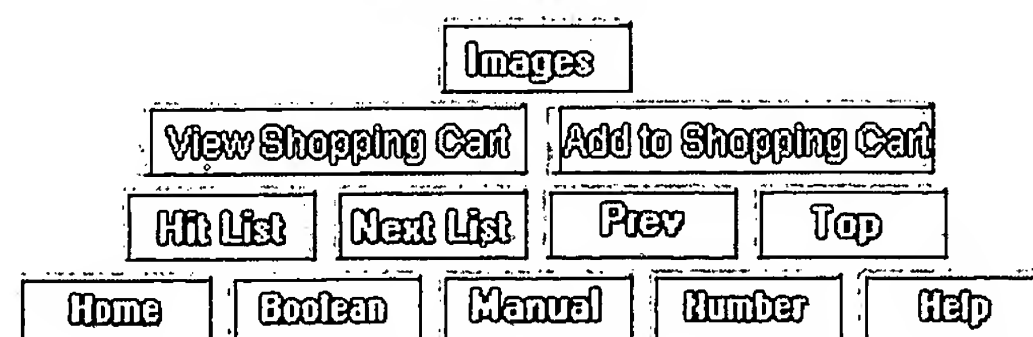 Images
View Shopping Cart Add to Shopping Cart
Hit List Next List Prev Top
Home Boolean Manual Number Help